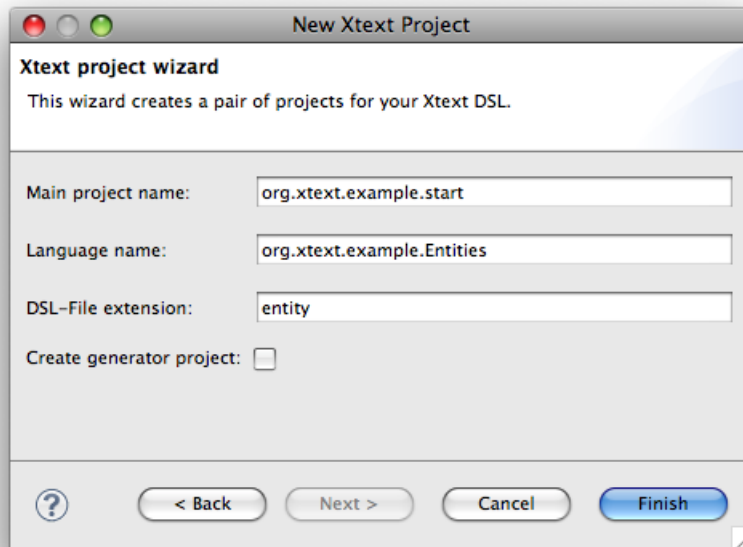 New Xtext Project
Xtext project wizard
This wizard creates a pair of projects for your Xtext DSL.
Main project name: org.xtext.example.start
Language name: org.xtext.example.Entities
DSL-File extension: entity
Create generator project:
? < Back Next > Cancel Finish